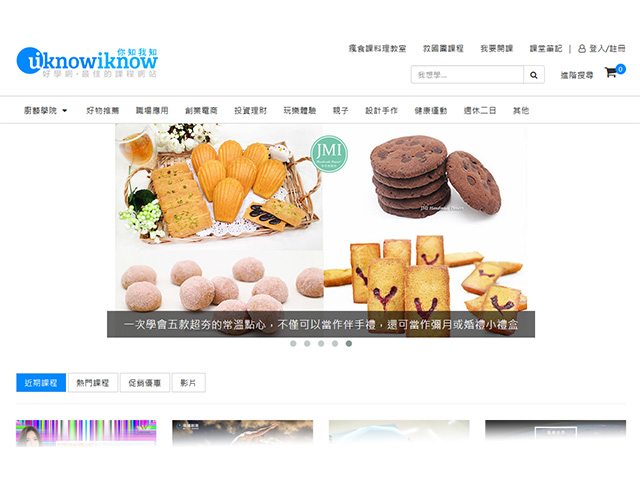 你知我知
uiknowiknow
好學網‧最佳的課程網站
瘋食課料理教室 救國團課程 我要開課 課堂筆記 | 登入/註冊
我想學... 進階搜尋 0
廚藝學院 好物推薦 職場應用 創業電商 投資理財 玩樂體驗 親子 設計手作 健康運動 週休二日 其他
JMI
一次學會五款超夯的常溫點心，不僅可以當作伴手禮，還可當作彌月或婚禮小禮盒
近期課程 熱門課程 促銷優惠 影片